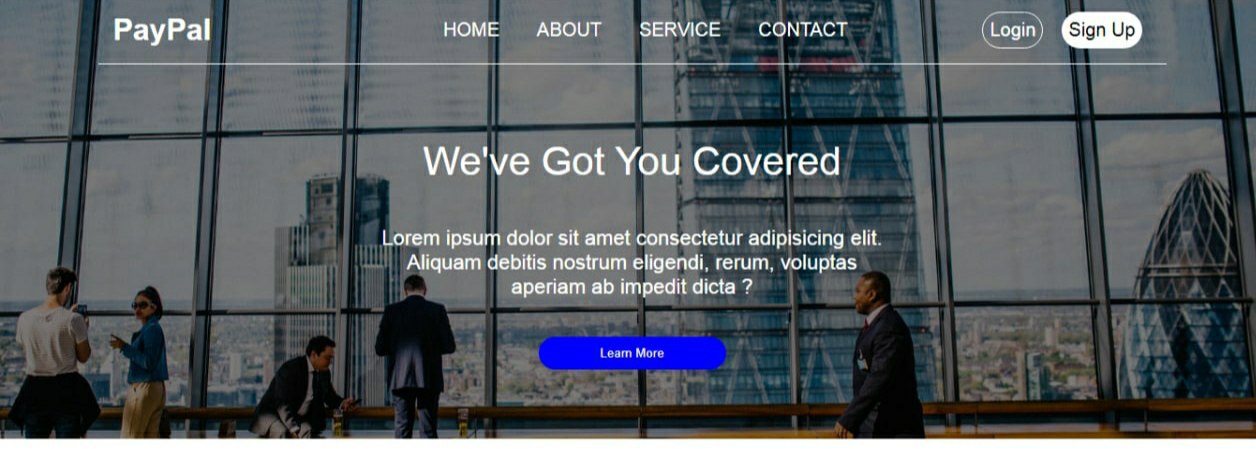 PayPal
HOME ABOUT SERVICE CONTACT
Login Sign Up
We've Got You Covered
Lorem ipsum dolor sit amet consectetur adipisicing elit.
Aliquam debitis nostrum eligendi, rerum, voluptas
aperiam ab impedit dicta ?
Learn More